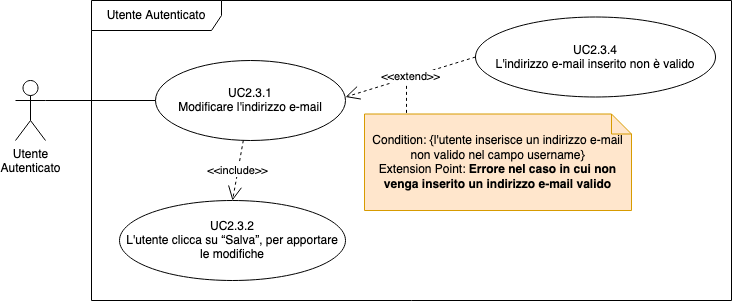 Utente Autenticato
UC2.3.4
L'indirizzo e-mail inserito non è valido
<<extend>>
UC2.3.1
Modificare l'indirizzo e-mail
Utente
Autenticato
Condition: {l'utente inserisce un indirizzo e-mail
non valido nel campo username}
Extension Point: Errore nel caso in cui non
venga inserito un indirizzo e-mail valido
<<include>>
UC2.3.2
L'utente clicca su “Salva”, per apportare
le modifiche